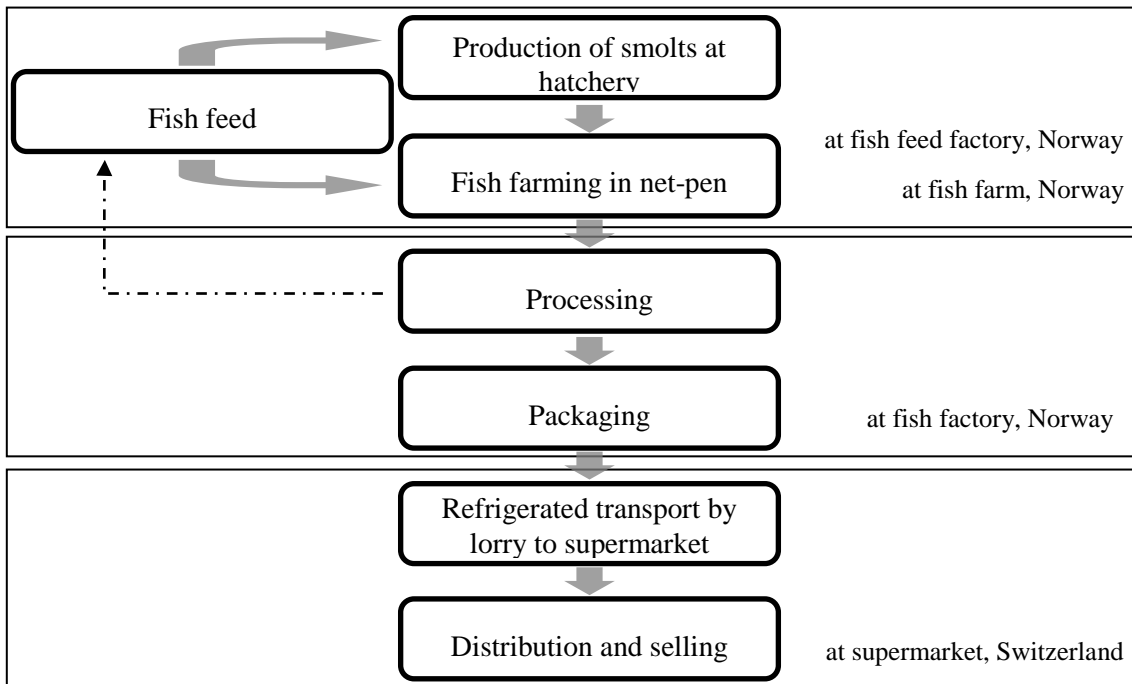 Production of smolts at
hatchery
Fish feed
at fish feed factory, Norway
Fish farming in net-pen
at fish farm, Norway
Processing
Packaging
at fish factory, Norway
Refrigerated transport by
lorry to supermarket
Distribution and selling
at supermarket, Switzerland